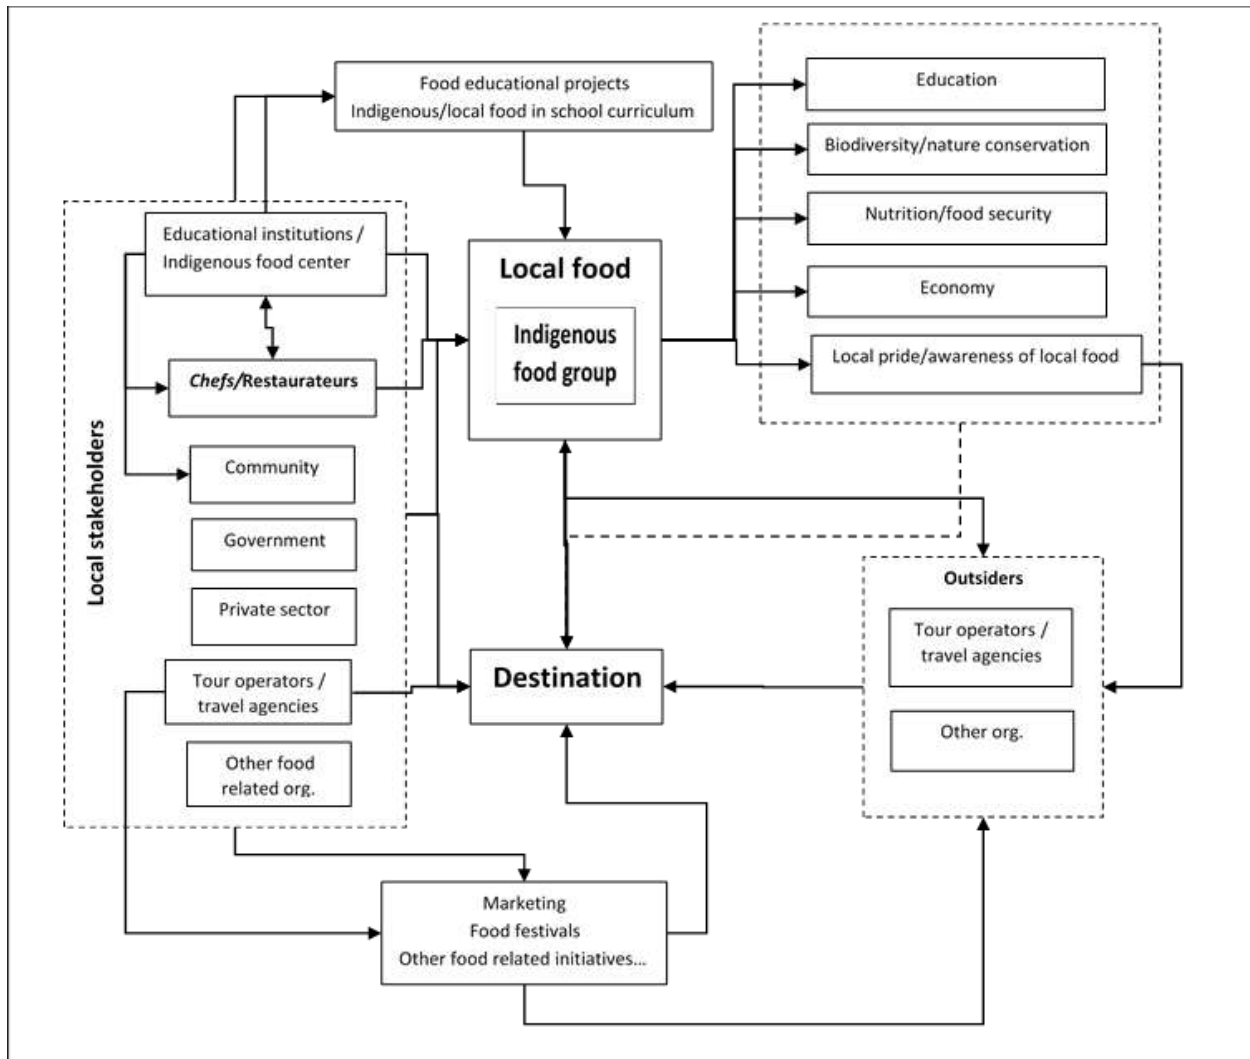 Food educational projects
Indigenous/local food in school curriculum
Education
Biodiversity/nature conservation
Nutrition/food security
Economy
Local pride/awareness of local food
Local stakeholders
Educational institutions /
Indigenous food center
Chefs/Restaurateurs
Community
Government
Private sector
Tour operators /
travel agencies
Other food
related org.
Local food
Indigenous
food group
Destination
Outsiders
Tour operators /
travel agencies
Other org.
Marketing
Food festivals
Other food related initiatives...